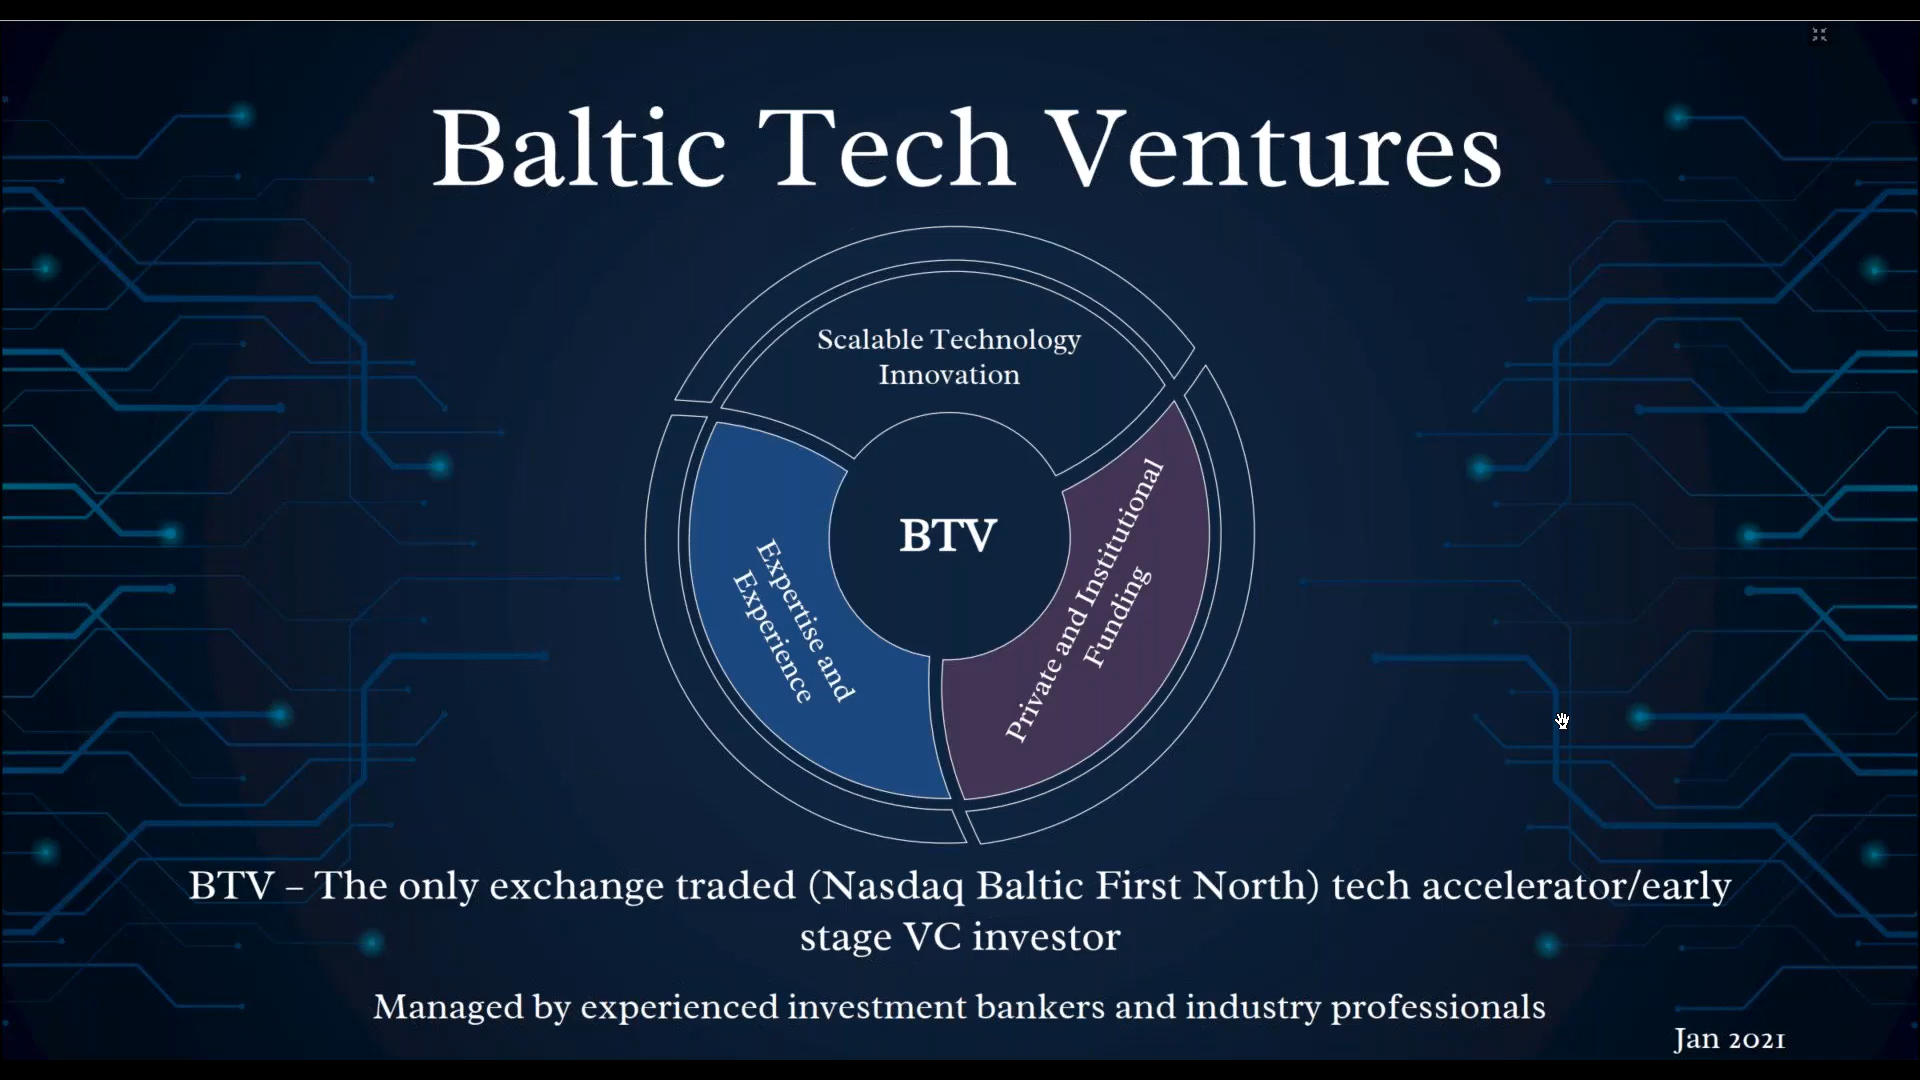 Baltic Tech Ventures
Scalable Technology
Innovation
BTV
Expertise and
Experience
Private and Institutional
Funding
BTV – The only exchange traded (Nasdaq Baltic First North) tech accelerator/early
stage VC investor
Managed by experienced investment bankers and industry professionals
Jan 2021